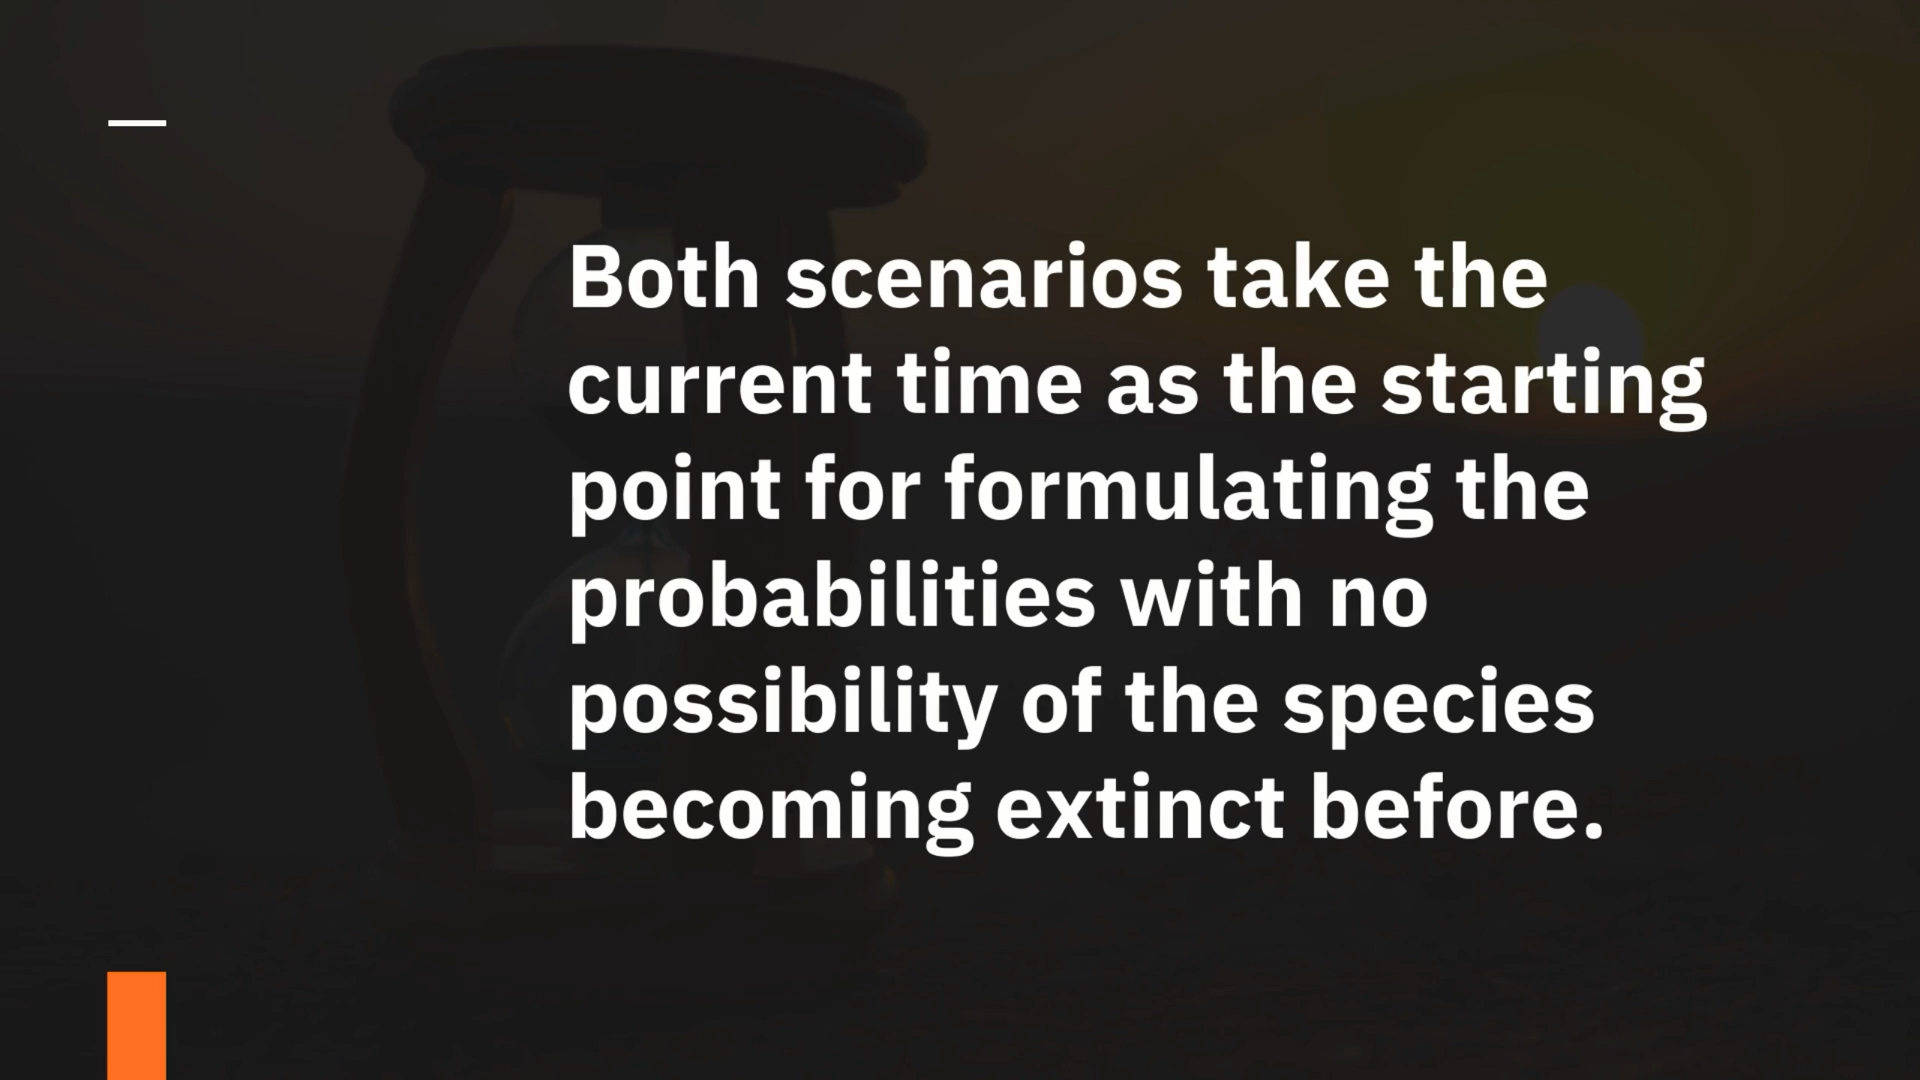 Both scenarios take the
current time as the starting
point for formulating the
probabilities with no
possibility of the species
becoming extinct before.